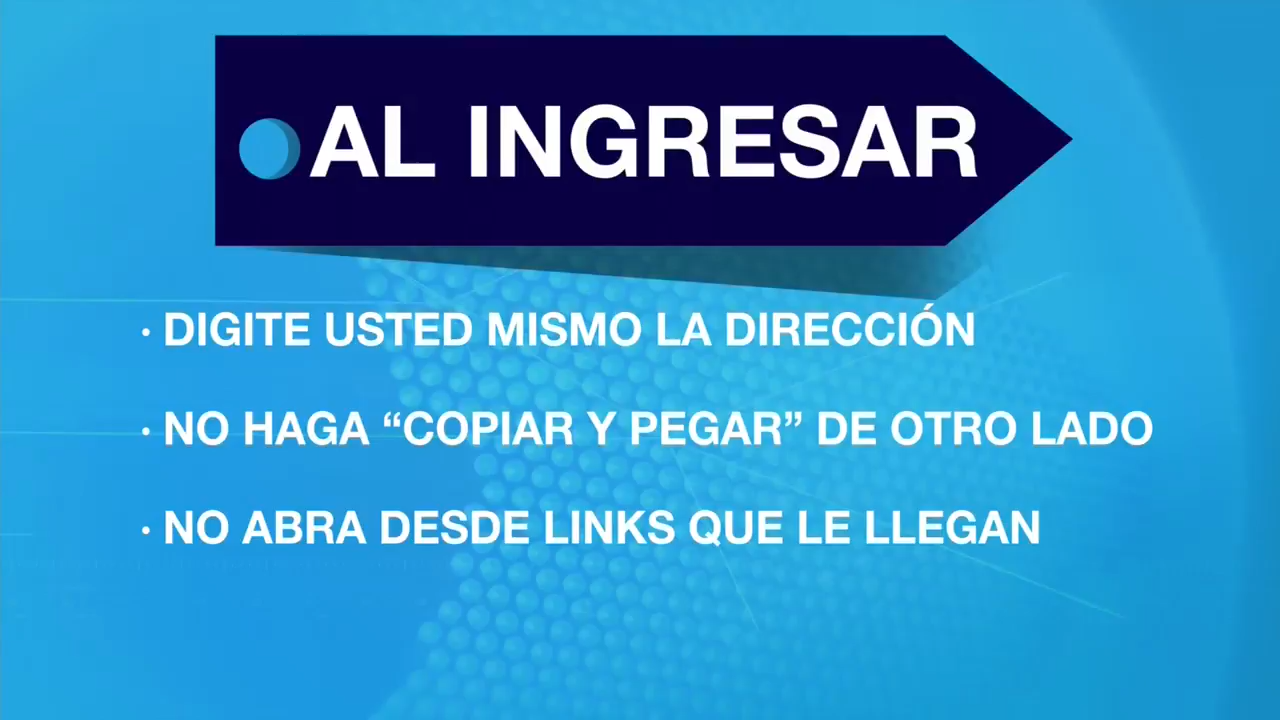 AL INGRESAR
· DIGITE USTED MISMO LA DIRECCIÓN
· NO HAGA “COPIAR Y PEGAR” DE OTRO LADO
· NO ABRA DESDE LINKS QUE LE LLEGAN